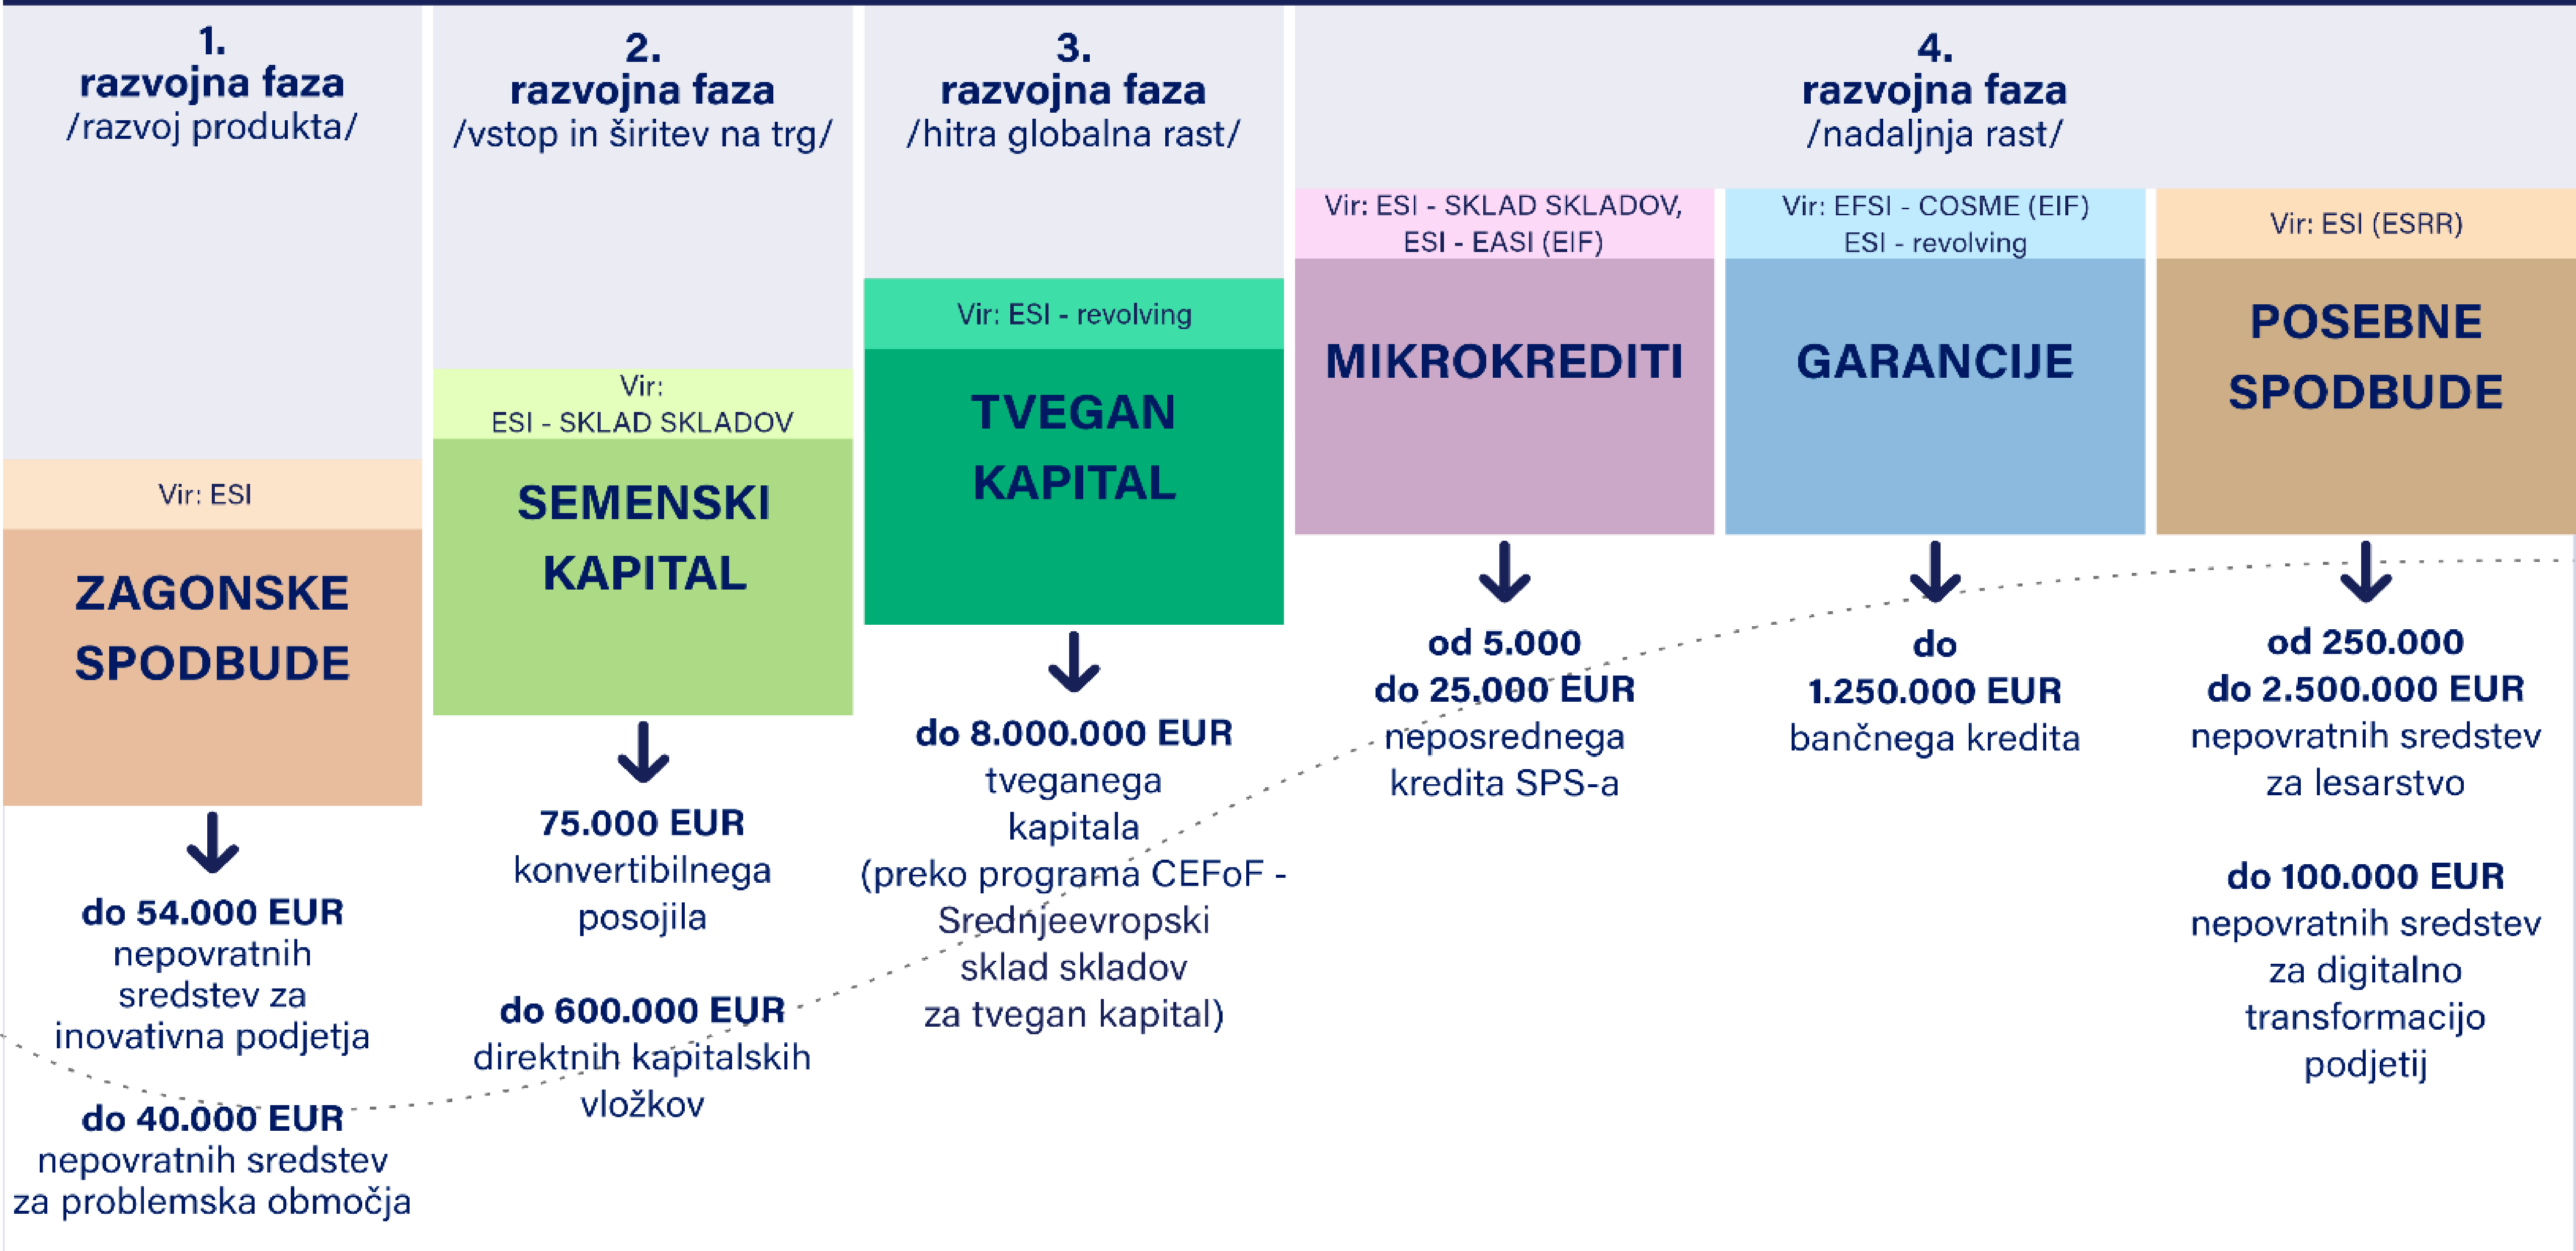 1.
razvojna faza
/razvoj produkta/
Vir: ESI
ZAGONSKE
SPODBUDE
do 54.000 EUR
nepovratnih
sredstev za
inovativna podjetja
do 40.000 EUR
nepovratnih sredstev
za problemska območja
2.
razvojna faza
/vstop in širitev na trg/
Vir:
ESI - SKLAD SKLADOV
SEMENSKI
KAPITAL
75.000 EUR
konvertibilnega
posojila
do 600.000 EUR
direktnih kapitalskih
vložkov
3.
razvojna faza
/hitra globalna rast/
Vir: ESI - revolving
TVEGAN
KAPITAL
do 8.000.000 EUR
tveganega
kapitala
(preko programa CEFoF -
Srednjeevropski
sklad skladov
za tvegan kapital)
4.
razvojna faza
/nadaljnja rast/
Vir: ESI - SKLAD SKLADOV,
ESI - EASI (EIF)
MIKROKREDITI
od 5.000
do 25.000 EUR
neposrednega
kredita SPS-a
Vir: EFSI - COSME (EIF)
ESI - revolving
GARANCIJE
do
1.250.000 EUR
bančnega kredita
Vir: ESI (ESRR)
POSEBNE
SPODBUDE
od 250.000
do 2.500.000 EUR
nepovratnih sredstev
za lesarstvo
do 100.000 EUR
nepovratnih sredstev
za digitalno
transformacijo
podjetij